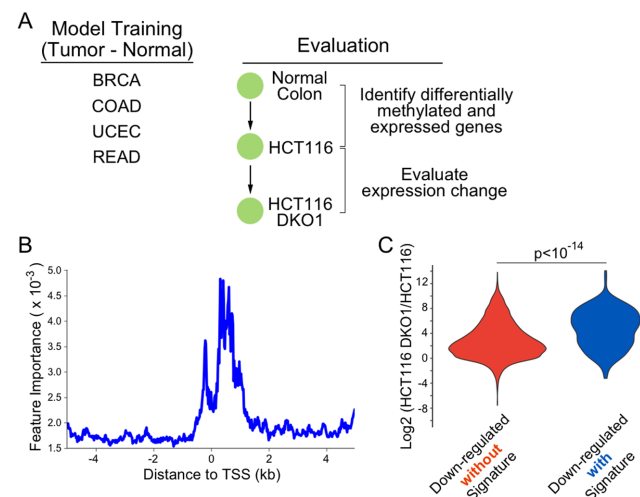 A
Model Training
(Tumor - Normal)
BRCA
COAD
UCEC
READ
Evaluation
Normal
Colon
HCT116
HCT116
DKO1
Identify differentially
methylated and
expressed genes
Evaluate
expression change
B
Feature Importance ( x 10-3)
5.0
4.5
4.0
3.5
3.0
2.5
2.0
1.5
-4
-2
0
2
4
Distance to TSS (kb)
C
p<10-14
Log2 (HCT116 DKO1/HCT116)
12
8
4
0
-4
-8
Down-regulated
without
Signature
Down-regulated
with
Signature